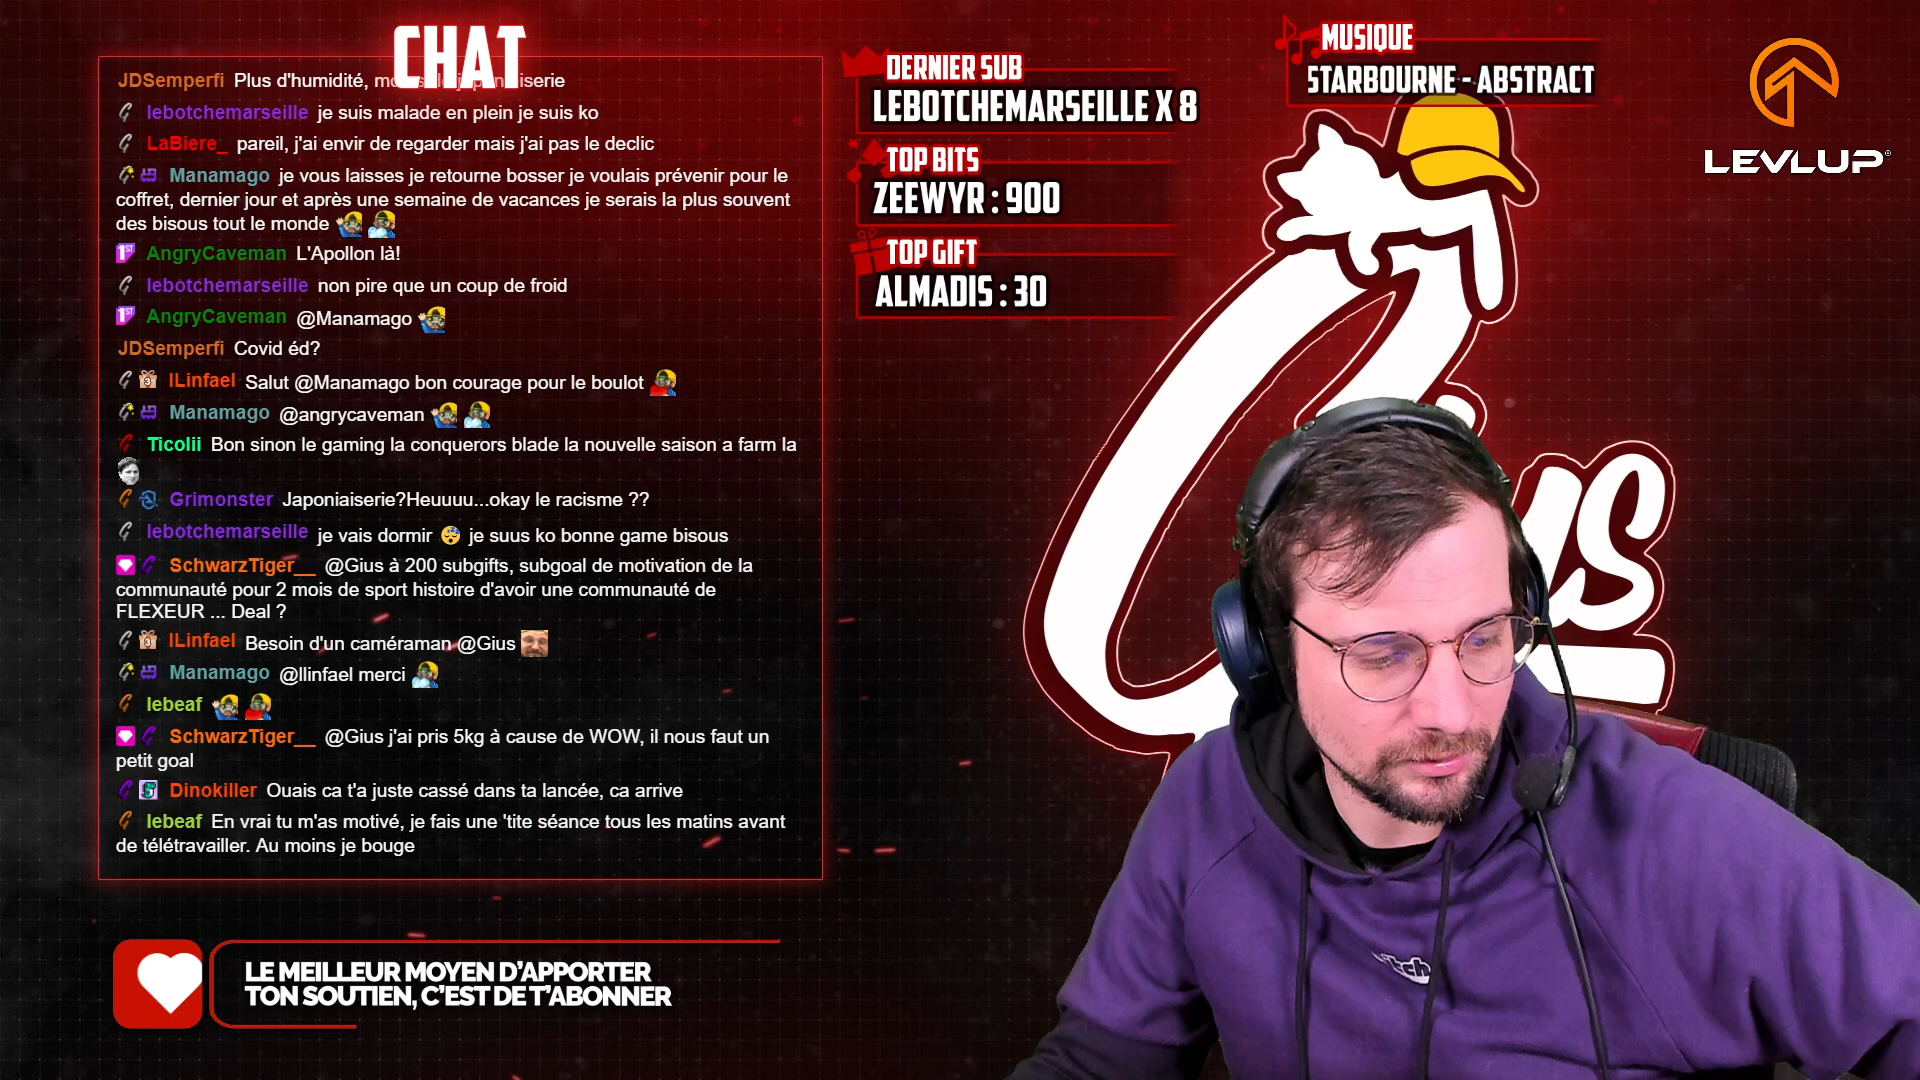 CHAT
JDSemperfi Plus d'humidité,
lebotchemarseille je suis malade en plein je suis ko
LaBiere_ pareil, j'ai envir de regarder mais j'ai pas le declic
Manamago je vous laisses je retourne bosser je voulais prévenir pour le
coffret, dernier jour et après une semaine de vacances je serais la plus souvent
des bisous tout le monde
1ST AngryCaveman L'Apollon là!
lebotchemarseille non pire que un coup de froid
1ST AngryCaveman @Manamago
JDSemperfi Covid éd?
3 ILinfael Salut @Manamago bon courage pour le boulot
Manamago @angrycaveman
Ticolii Bon sinon le gaming la conquerors blade la nouvelle saison a farm la
Grimonster Japoniaiserie?Heuuuu...okay le racisme ??
lebotchemarseille je vais dormir je suus ko bonne game bisous
SchwarzTiger__ @Gius à 200 subgifts, subgoal de motivation de la
communauté pour 2 mois de sport histoire d'avoir une communauté de
FLEXEUR ... Deal ?
3 ILinfael Besoin d'un caméraman @Gius
Manamago @llinfael merci
lebeaf
SchwarzTiger__ @Gius j'ai pris 5kg à cause de WOW, il nous faut un
petit goal
Dinokiller Ouais ca t'a juste cassé dans ta lancée, ca arrive
lebeaf En vrai tu m'as motivé, je fais une 'tite séance tous les matins avant
de télétravailler. Au moins je bouge
LE MEILLEUR MOYEN D'APPORTER
TON SOUTIEN, C'EST DE T'ABONNER
DERNIER SUB
LEBOTCHEMARSEILLE X 8
TOP BITS
ZEEWYR : 900
TOP GIFT
ALMADIS : 30
MUSIQUE
STARBOURNE - ABSTRACT
LEVLUP®